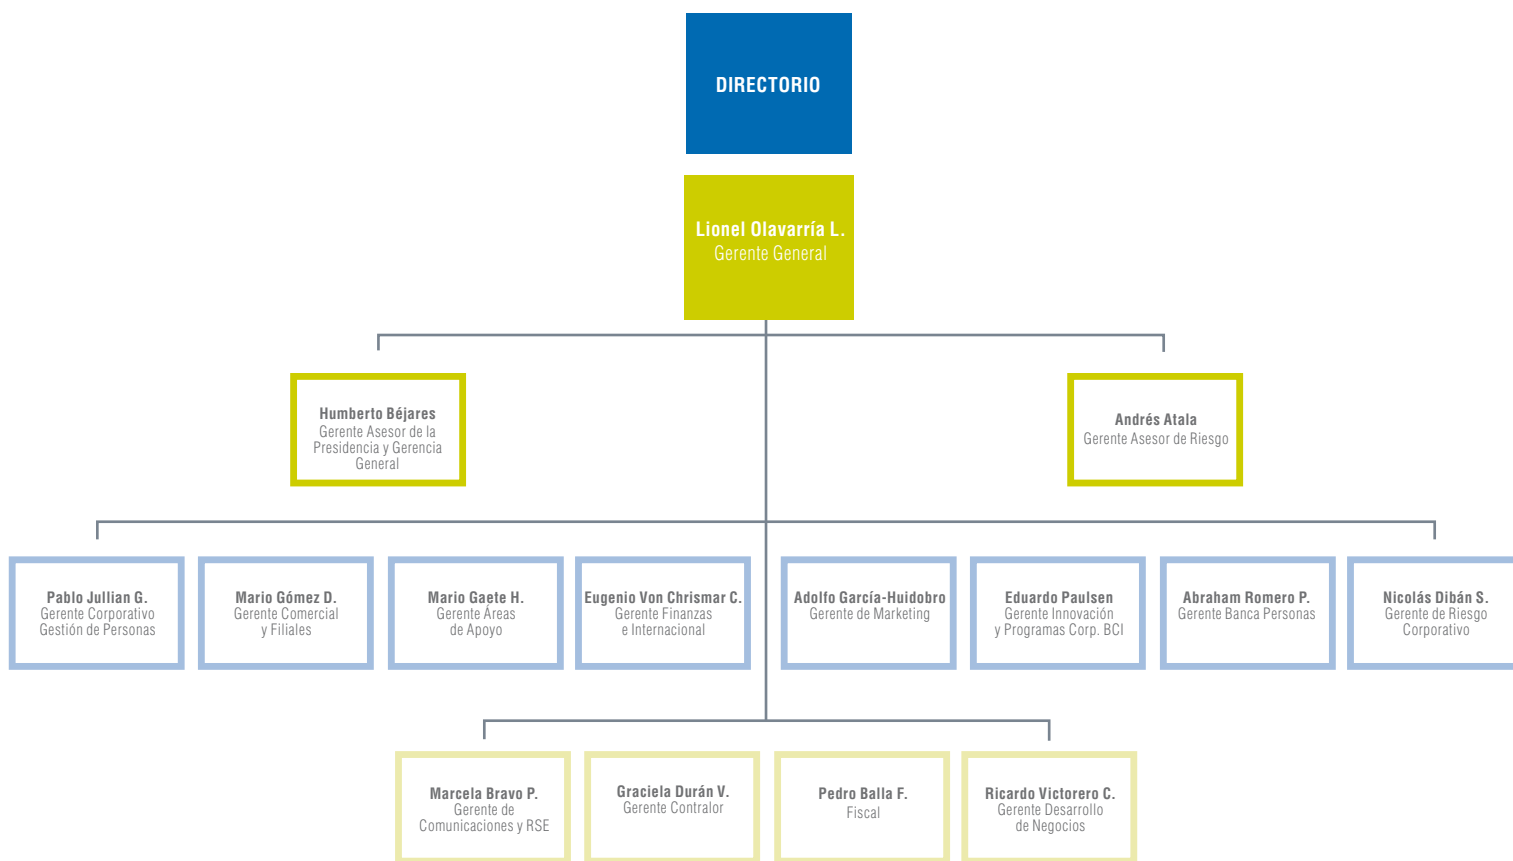 DIRECTORIO
Lionel Olavarría L.
Gerente General
Humberto Béjares
Gerente Asesor de la
Presidencia y Gerencia
General
Andrés Atala
Gerente Asesor de Riesgo
Pablo Jullian G.
Gerente Corporativo
Gestión de Personas
Mario Gómez D.
Gerente Comercial
y Filiales
Mario Gaete H.
Gerente Áreas
de Apoyo
Eugenio Von Chrismar C.
Gerente Finanzas
e Internacional
Adolfo García-Huidobro
Gerente de Marketing
Eduardo Paulsen
Gerente Innovación
y Programas Corp. BCI
Abraham Romero P.
Gerente Banca Personas
Nicolás Dibán S.
Gerente de Riesgo
Corporativo
Marcela Bravo P.
Gerente de
Comunicaciones y RSE
Graciela Durán V.
Gerente Contralor
Pedro Balla F.
Fiscal
Ricardo Victorero C.
Gerente Desarrollo
de Negocios